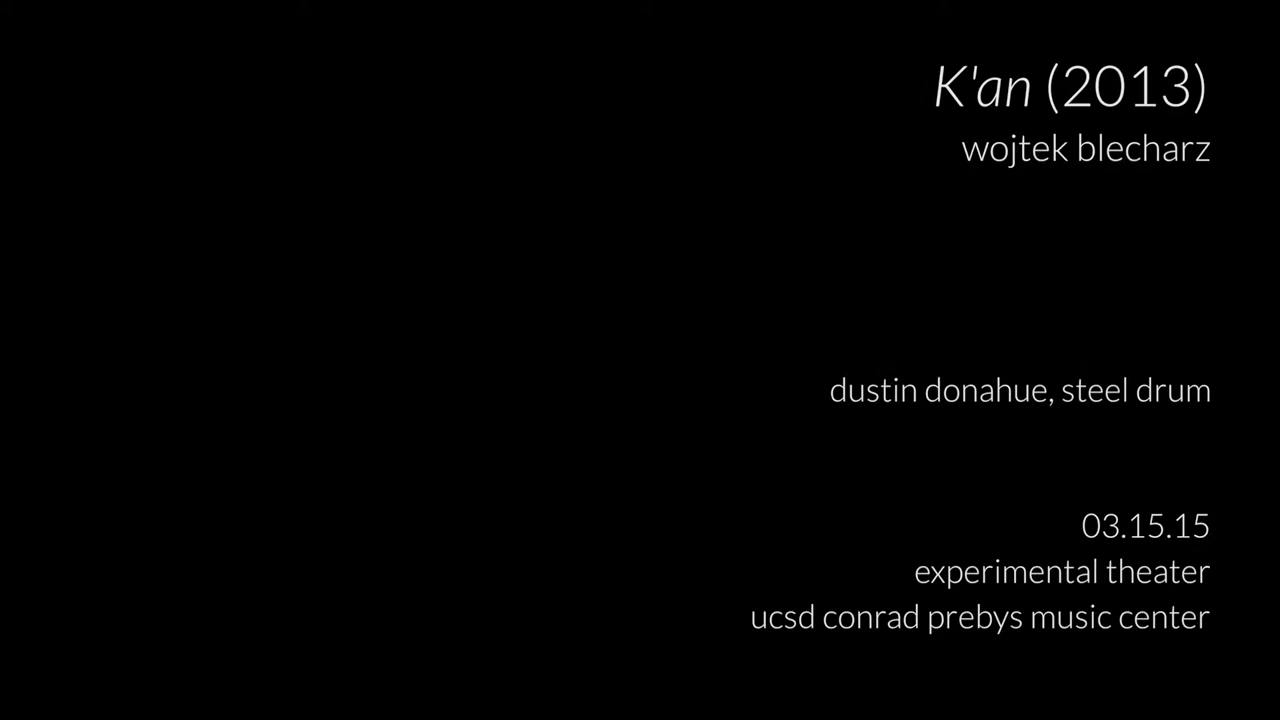 K'an (2013)
wojtek blecharz
dustin donahue, steel drum
03.15.15
experimental theater
ucsd conrad prebys music center